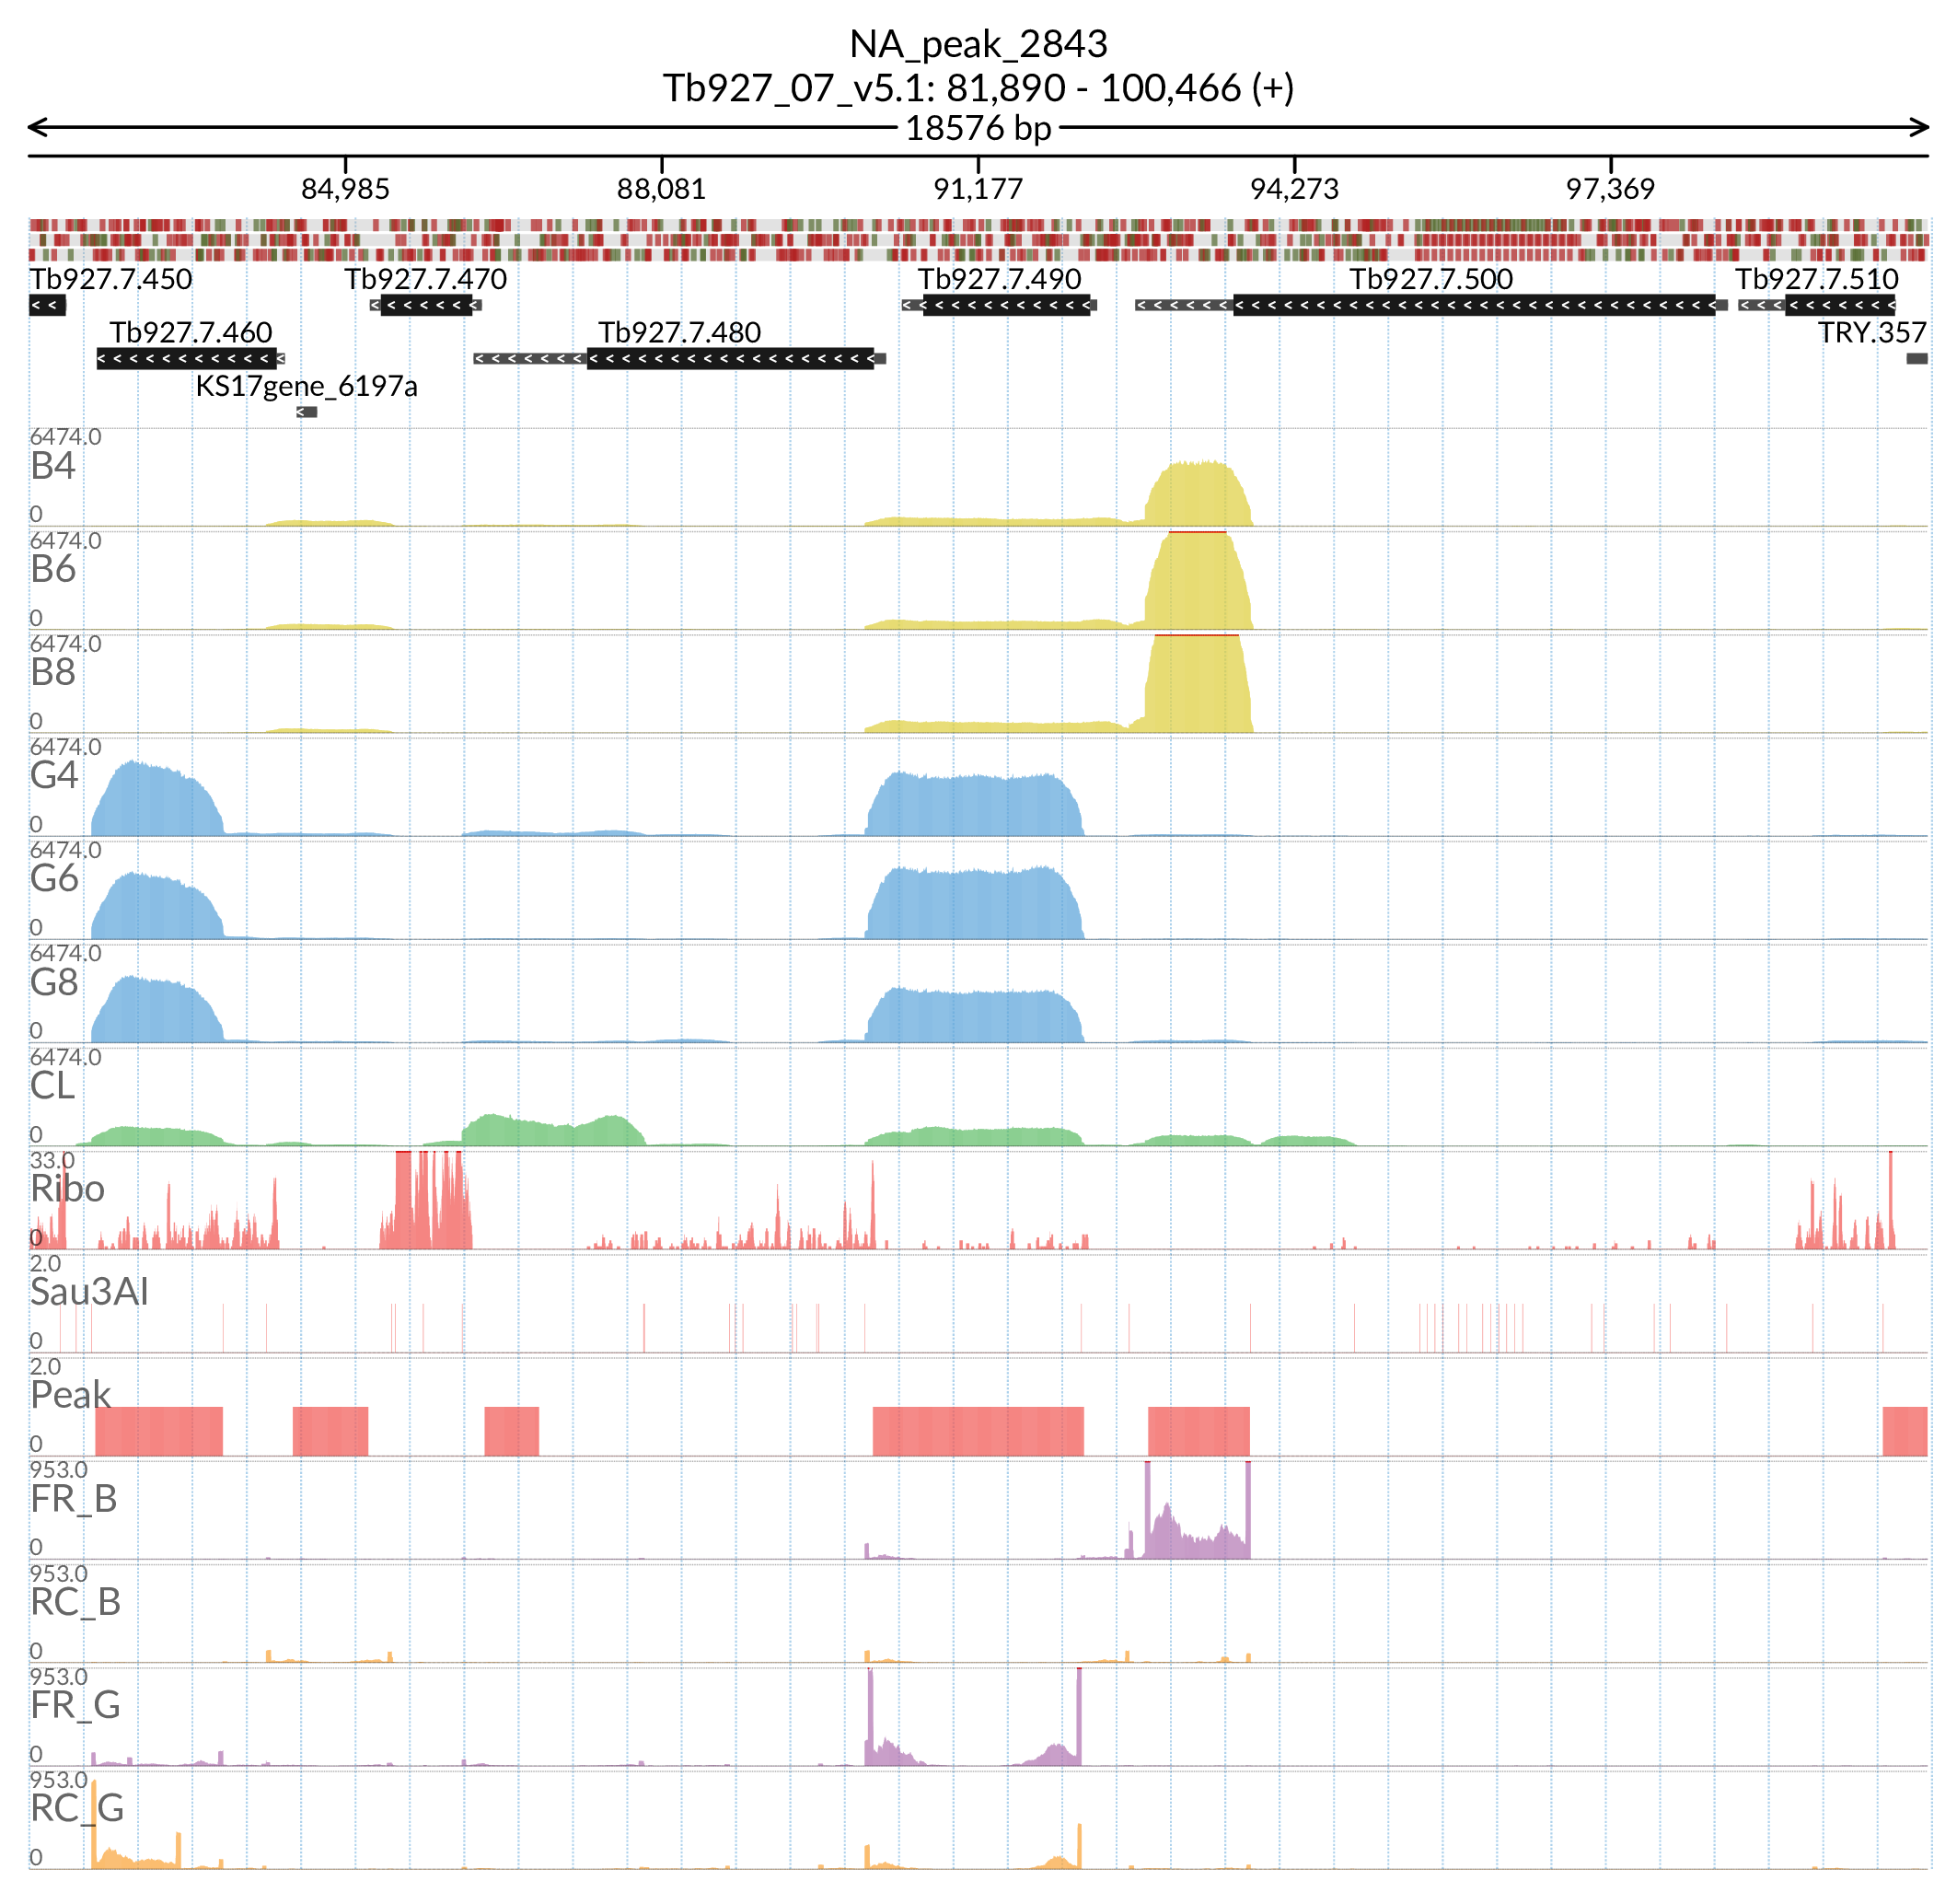 NA_peak_2843
Tb927_07_v5.1: 81,890 - 100,466 (+)
18576 bp
84,985 88,081 91,177 94,273 97,369
Tb927.7.450 Tb927.7.470 Tb927.7.490 Tb927.7.500 Tb927.7.510
Tb927.7.460 Tb927.7.480 TRY.357
KS17gene_6197a
6474.0
B4
0
6474.0
B6
0
6474.0
B8
0
6474.0
G4
0
6474.0
G6
0
6474.0
G8
0
6474.0
CL
0
33.0
Ribo
0
2.0
Sau3AI
0
2.0
Peak
0
953.0
FR_B
0
953.0
RC_B
0
953.0
FR_G
0
953.0
RC_G
0